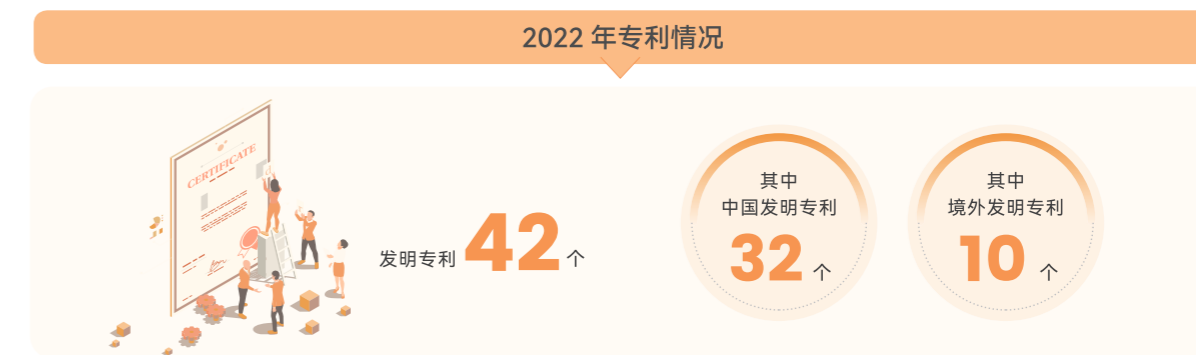 2022 年专利情况
CERTIFICATE
发明专利 42 个
其中
中国发明专利
32 个
其中
境外发明专利
10 个